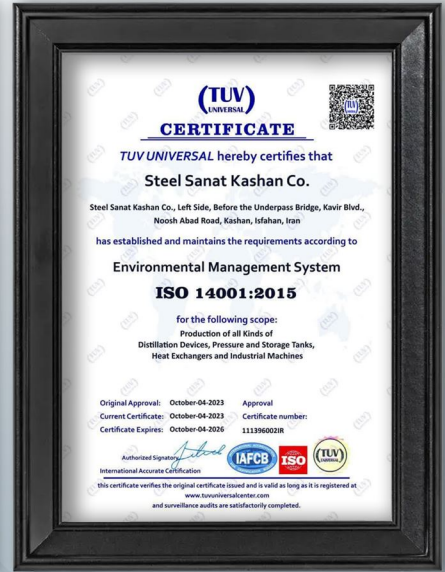 (TUV)
UNIVERSAL
CERTIFICATE
TUV UNIVERSAL hereby certifies that
Steel Sanat Kashan Co.
Steel Sanat Kashan Co., Left Side, Before the Underpass Bridge, Kavir Blvd.,
Noosh Abad Road, Kashan, Isfahan, Iran
has established and maintains the requirements according to
Environmental Management System
ISO 14001:2015
for the following scope:
Production of all Kinds of
Distillation Devices, Pressure and Storage Tanks,
Heat Exchangers and Industrial Machines
Original Approval: October-04-2023 Approval
Current Certificate: October-04-2023 Certificate number:
Certificate Expires: October-04-2026 111396002IR
Authorized Signatory
International Accurate Certification
IAFCB ISO (TUV)
UNIVERSAL
this certificate verifies the original certificate issued and is valid as long as it is registered at
www.tuvuniversalcenter.com
and surveillance audits are satisfactorily completed.